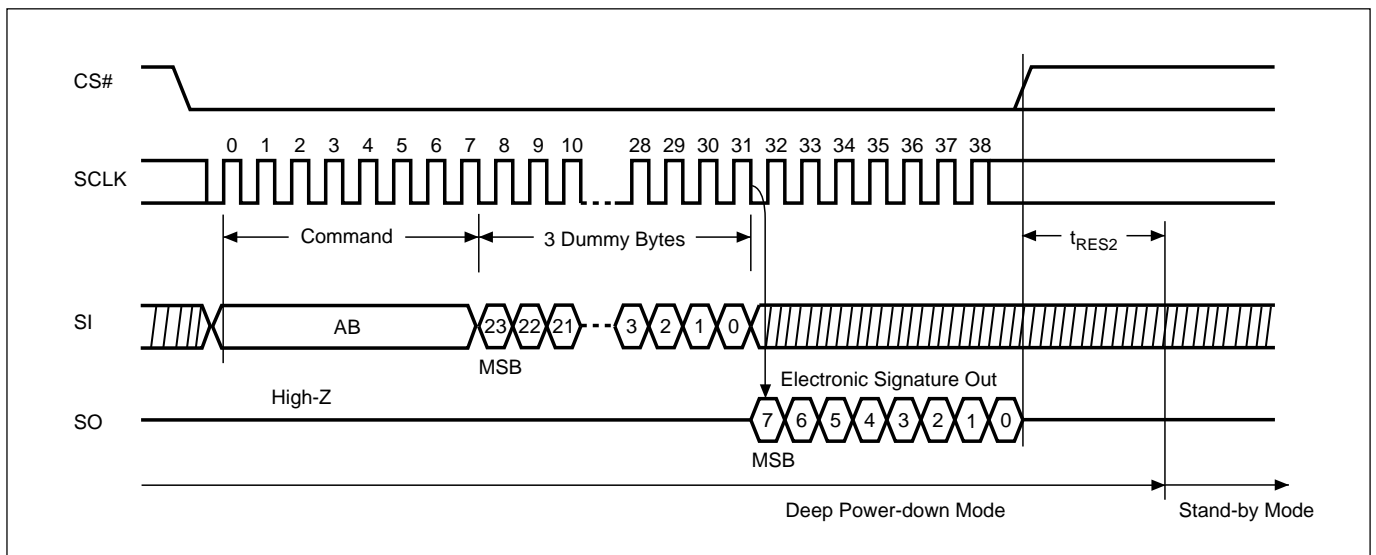 CS#
0 1 2 3 4 5 6 7 8 9 10 28 29 30 31 32 33 34 35 36 37 38
SCLK
Command 3 Dummy Bytes tRES2
SI AB 23 22 21 3 2 1 0
MSB
High-Z Electronic Signature Out
SO 7 6 5 4 3 2 1 0
MSB
Deep Power-down Mode Stand-by Mode